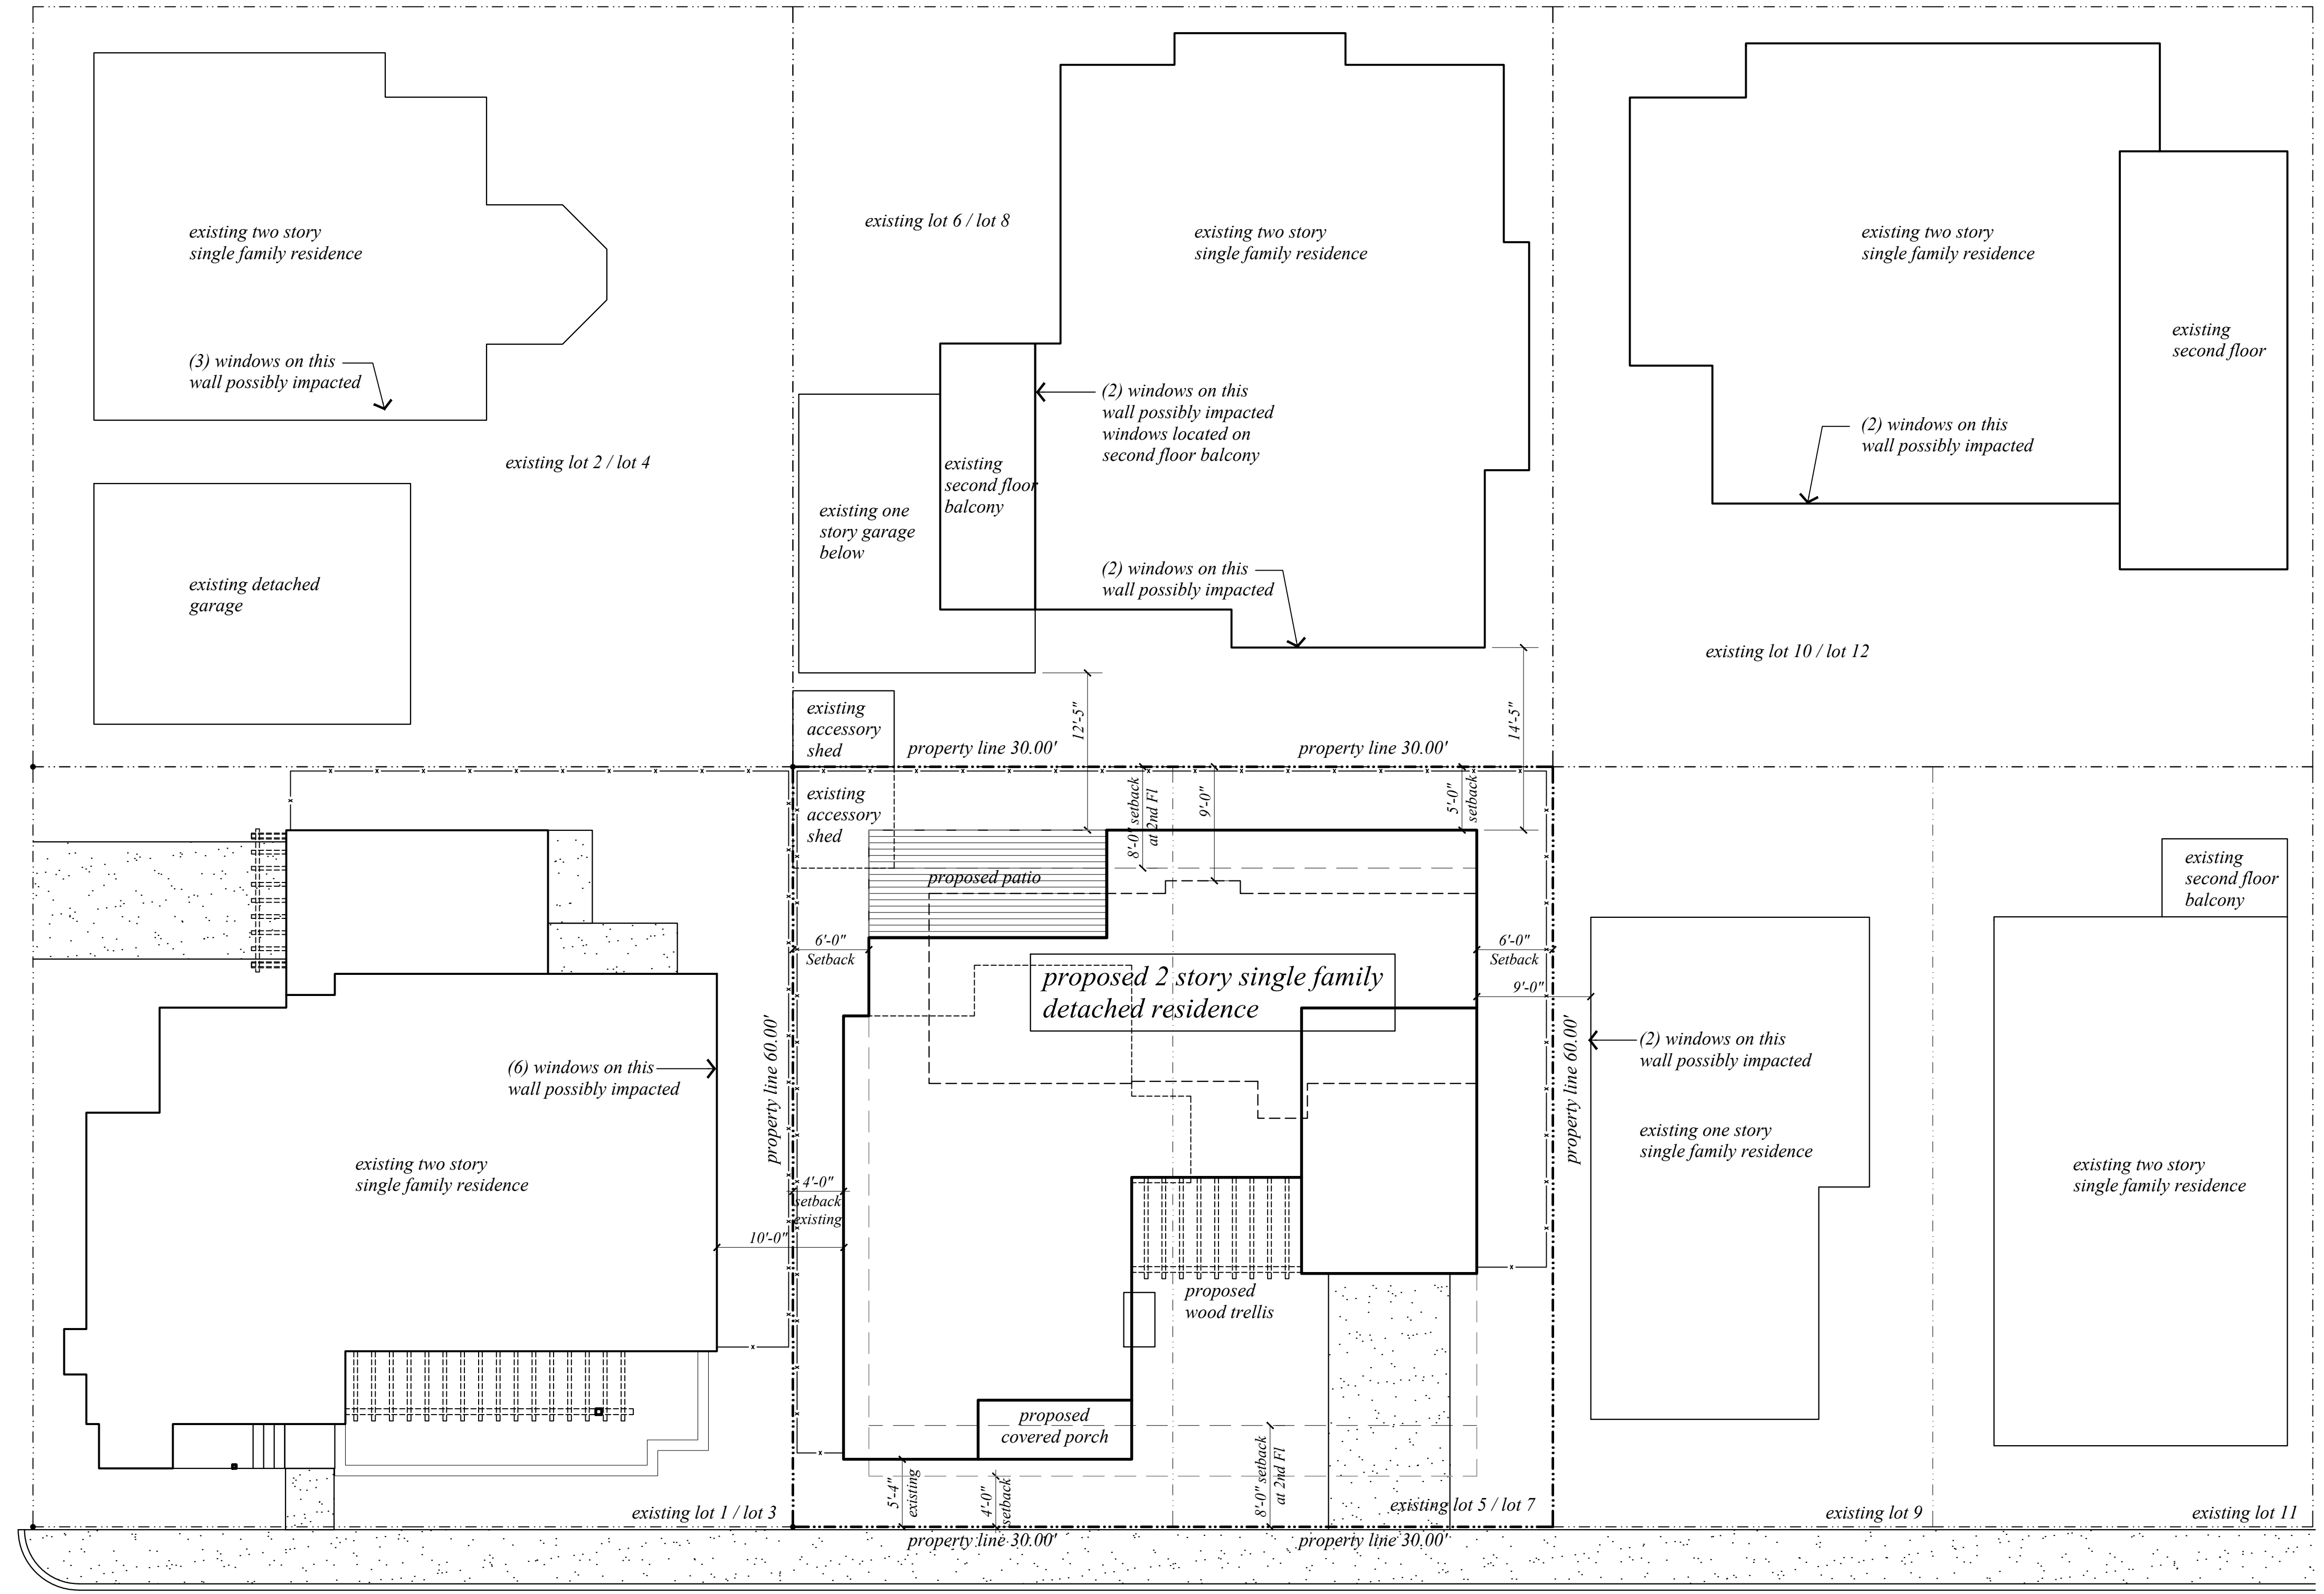 existing two story
single family residence
(3) windows on this
wall possibly impacted
existing lot 2 / lot 4
existing detached
garage
existing lot 6 / lot 8
existing two story
single family residence
(2) windows on this
wall possibly impacted
windows located on
second floor balcony
existing
second floor
balcony
existing one
story garage
below
(2) windows on this
wall possibly impacted
existing two story
single family residence
existing
second floor
(2) windows on this
wall possibly impacted
existing lot 10 / lot 12
existing
accessory
shed
property line 30.00'
property line 30.00'
12'-5"
14'-5"
existing
accessory
shed
8'-0" setback
at 2nd Fl
9'-0"
5'-0"
setback
proposed patio
6'-0"
Setback
6'-0"
Setback
proposed 2 story single family
detached residence
9'-0"
property line 60.00'
property line 60.00'
(6) windows on this
wall possibly impacted
existing two story
single family residence
4'-0"
setback
existing
10'-0"
proposed
wood trellis
proposed
covered porch
5'-4"
existing
4'-0"
setback
8'-0" setback
at 2nd Fl
existing lot 1 / lot 3
existing lot 5 / lot 7
property line 30.00'
property line 30.00'
(2) windows on this
wall possibly impacted
existing one story
single family residence
existing
second floor
balcony
existing two story
single family residence
existing lot 9
existing lot 11